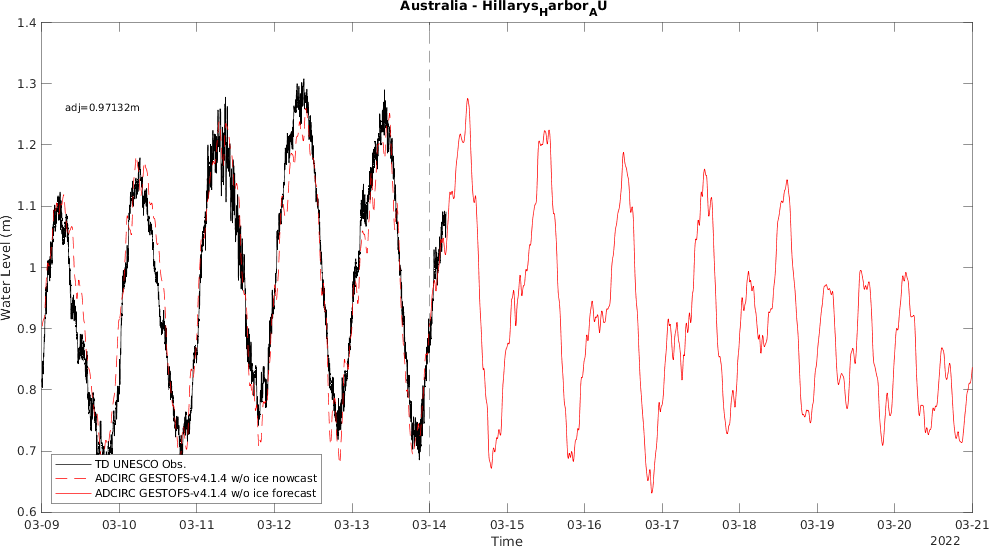 Australia - Hillarys_Harbor_AU
1.4
1.3
1.2
1.1
1
0.9
0.8
0.7
0.6
Water Level (m)
adj=0.97132m
TD UNESCO Obs.
ADCIRC GESTOFS-v4.1.4 w/o ice nowcast
ADCIRC GESTOFS-v4.1.4 w/o ice forecast
03-09 03-10 03-11 03-12 03-13 03-14 03-15 03-16 03-17 03-18 03-19 03-20 03-21
Time
2022